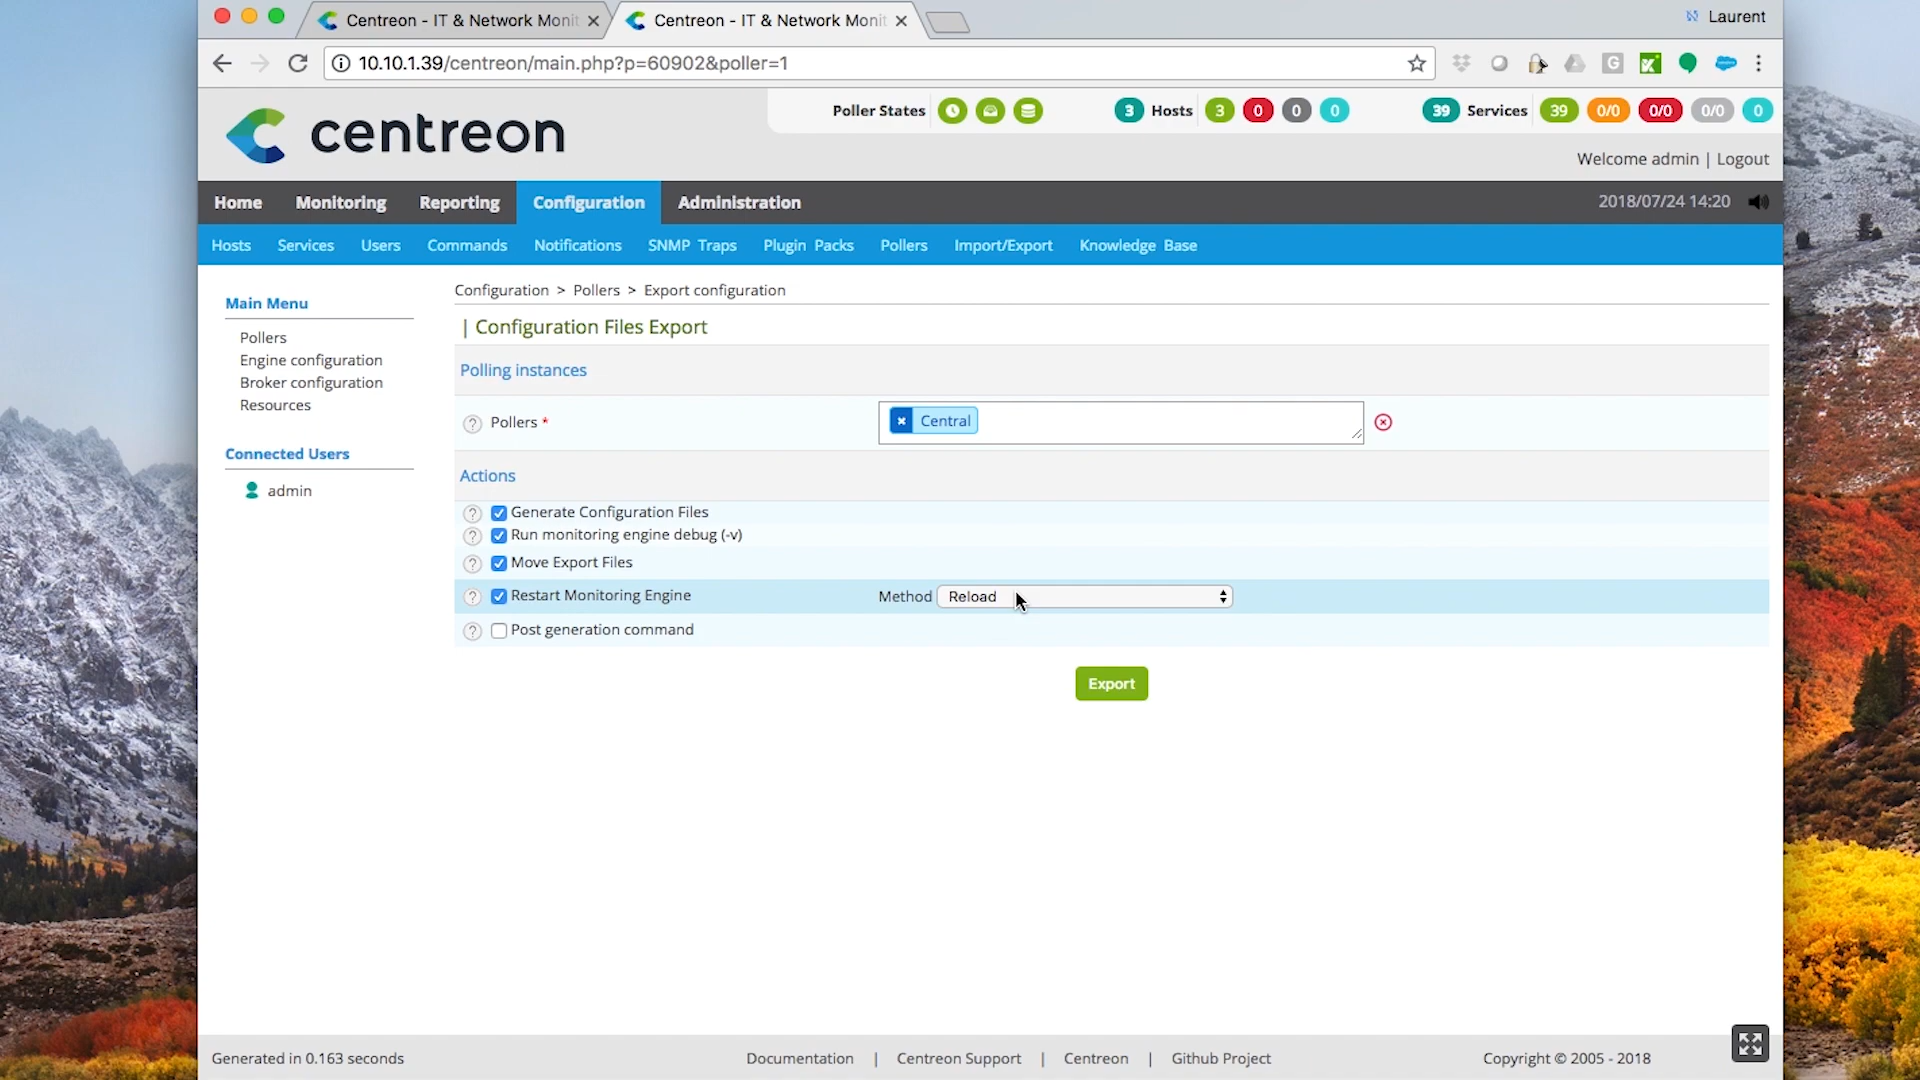 Centreon - IT & Network Monit
Centreon - IT & Network Monit
Laurent
10.10.1.39/centreon/main.php?p=60902&poller=1
centreon
Poller States
3 Hosts 3 0 0 0
39 Services 39 0/0 0/0 0/0 0
Welcome admin | Logout
Home Monitoring Reporting Configuration Administration
2018/07/24 14:20
Hosts Services Users Commands Notifications SNMP Traps Plugin Packs Pollers Import/Export Knowledge Base
Main Menu
Pollers
Engine configuration
Broker configuration
Resources
Connected Users
admin
Configuration > Pollers > Export configuration
| Configuration Files Export
Polling instances
? Pollers * Central
Actions
? Generate Configuration Files
? Run monitoring engine debug (-v)
? Move Export Files
? Restart Monitoring Engine Method Reload
? Post generation command
Export
Generated in 0.163 seconds
Documentation | Centreon Support | Centreon | Github Project
Copyright © 2005 - 2018